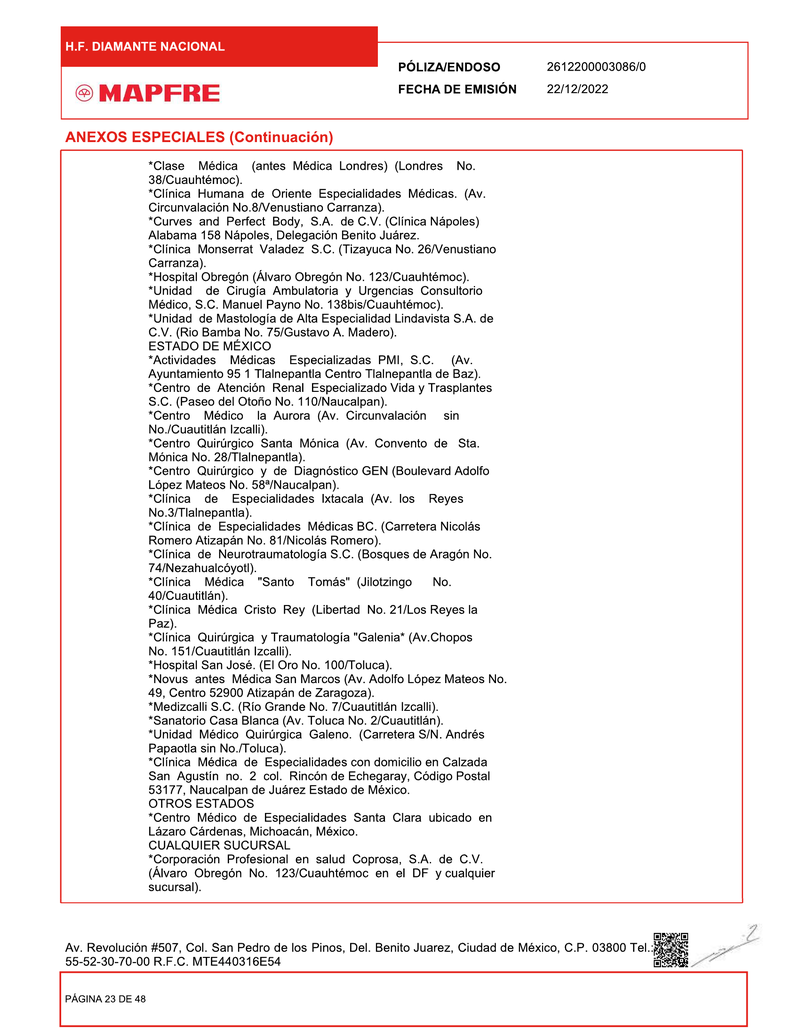 H.F. DIAMANTE NACIONAL
PÓLIZA/ENDOSO 2612200003086/0
MAPFRE
FECHA DE EMISIÓN 22/12/2022
ANEXOS ESPECIALES (Continuación)
*Clase Médica (antes Médica Londres) (Londres No.
38/Cuauhtémoc).
*Clínica Humana de Oriente Especialidades Médicas. (Av.
Circunvalación No.8/Venustiano Carranza).
*Curves and Perfect Body, S.A. de C.V. (Clínica Nápoles)
Alabama 158 Nápoles, Delegación Benito Juárez.
*Clínica Monserrat Valadez S.C. (Tizayuca No. 26/Venustiano
Carranza).
*Hospital Obregón (Álvaro Obregón No. 123/Cuauhtémoc).
*Unidad de Cirugía Ambulatoria y Urgencias Consultorio
Médico, S.C. Manuel Payno No. 138bis/Cuauhtémoc).
*Unidad de Mastología de Alta Especialidad Lindavista S.A. de
C.V. (Rio Bamba No. 75/Gustavo A. Madero).
ESTADO DE MÉXICO
*Actividades Médicas Especializadas PMI, S.C. (Av.
Ayuntamiento 95 1 Tlalnepantla Centro Tlalnepantla de Baz).
*Centro de Atención Renal Especializado Vida y Trasplantes
S.C. (Paseo del Otoño No. 110/Naucalpan).
*Centro Médico la Aurora (Av. Circunvalación sin
No./Cuautitlán Izcalli).
*Centro Quirúrgico Santa Mónica (Av. Convento de Sta.
Mónica No. 28/Tlalnepantla).
*Centro Quirúrgico y de Diagnóstico GEN (Boulevard Adolfo
López Mateos No. 58ª/Naucalpan).
*Clínica de Especialidades Ixtacala (Av. los Reyes
No.3/Tlalnepantla).
*Clínica de Especialidades Médicas BC. (Carretera Nicolás
Romero Atizapán No. 81/Nicolás Romero).
*Clínica de Neurotraumatología S.C. (Bosques de Aragón No.
74/Nezahualcóyotl).
*Clínica Médica "Santo Tomás" (Jilotzingo No.
40/Cuautitlán).
*Clínica Médica Cristo Rey (Libertad No. 21/Los Reyes la
Paz).
*Clínica Quirúrgica y Traumatología "Galenia* (Av.Chopos
No. 151/Cuautitlán Izcalli).
*Hospital San José. (El Oro No. 100/Toluca).
*Novus antes Médica San Marcos (Av. Adolfo López Mateos No.
49, Centro 52900 Atizapán de Zaragoza).
*Medizcalli S.C. (Río Grande No. 7/Cuautitlán Izcalli).
*Sanatorio Casa Blanca (Av. Toluca No. 2/Cuautitlán).
*Unidad Médico Quirúrgica Galeno. (Carretera S/N. Andrés
Papaotla sin No./Toluca).
*Clínica Médica de Especialidades con domicilio en Calzada
San Agustín no. 2 col. Rincón de Echegaray, Código Postal
53177, Naucalpan de Juárez Estado de México.
OTROS ESTADOS
*Centro Médico de Especialidades Santa Clara ubicado en
Lázaro Cárdenas, Michoacán, México.
CUALQUIER SUCURSAL
*Corporación Profesional en salud Coprosa, S.A. de C.V.
(Álvaro Obregón No. 123/Cuauhtémoc en el DF y cualquier
sucursal).
Av. Revolución #507, Col. San Pedro de los Pinos, Del. Benito Juarez, Ciudad de México, C.P. 03800 Tel.:
55-52-30-70-00 R.F.C. MTE440316E54
PÁGINA 23 DE 48